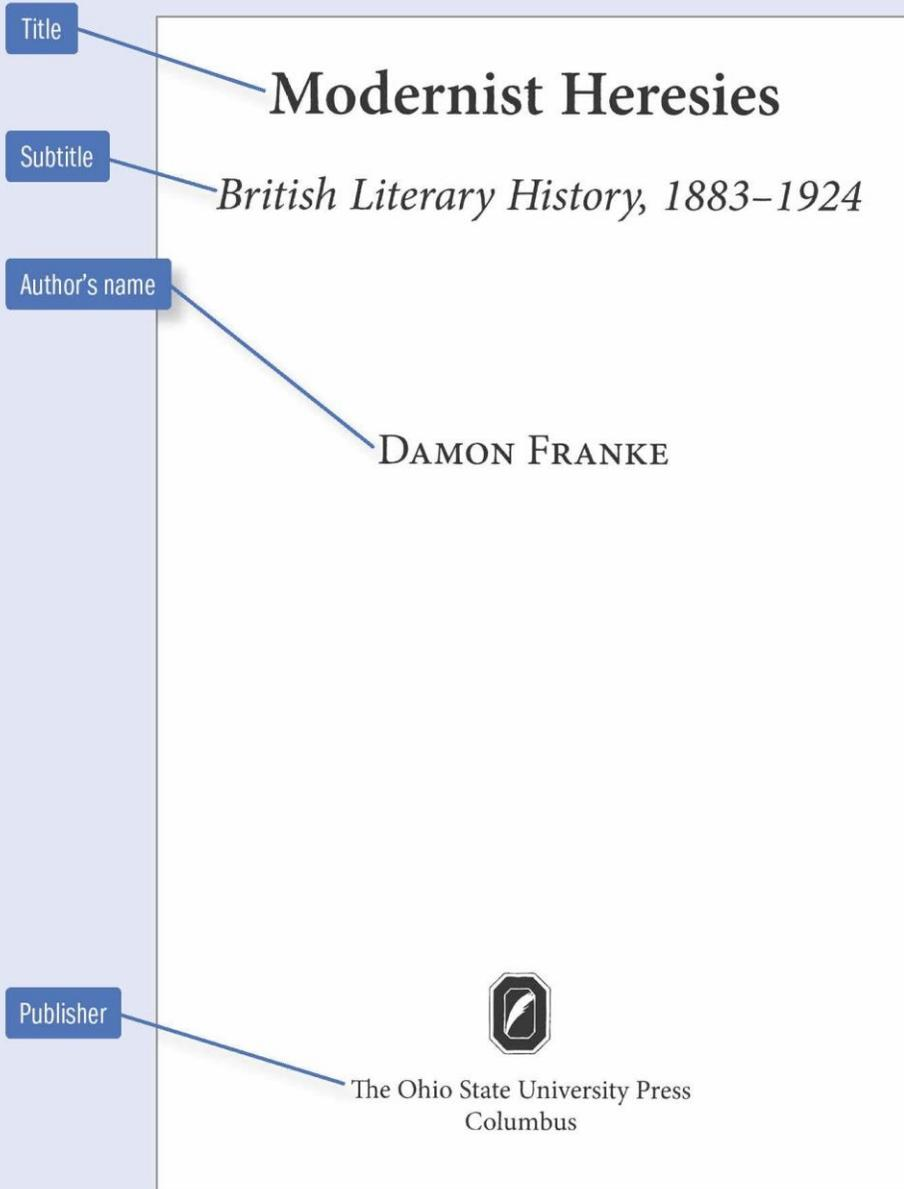 Title
Modernist Heresies
Subtitle
British Literary History, 1883–1924
Author's name
DAMON FRANKE
Publisher
The Ohio State University Press
Columbus